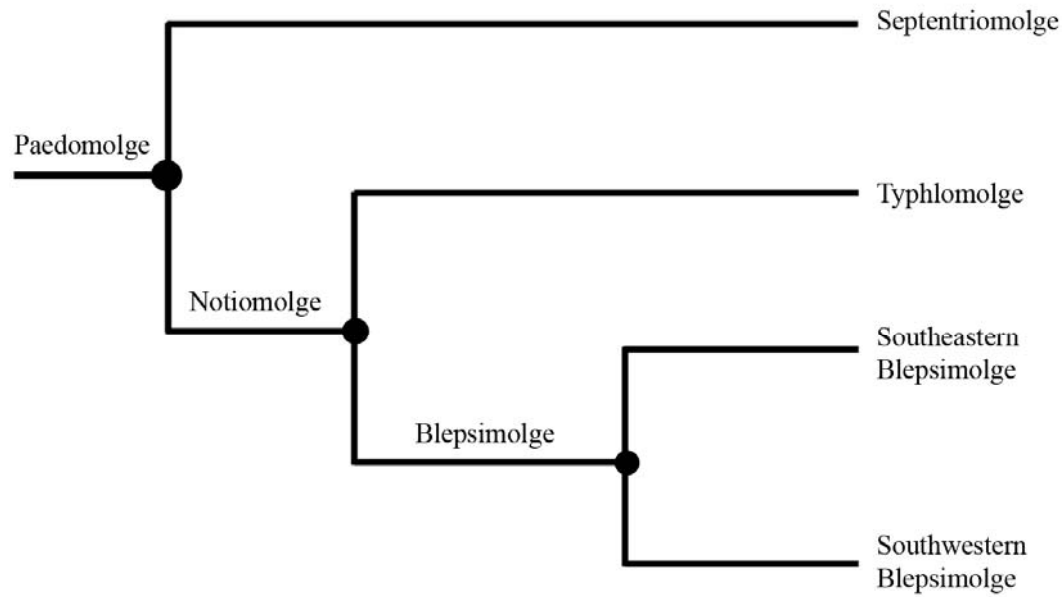 Septentriomolge
Paedomolge
Typhlomolge
Notiomolge
Southeastern
Blepsimolge
Blepsimolge
Southwestern
Blepsimolge